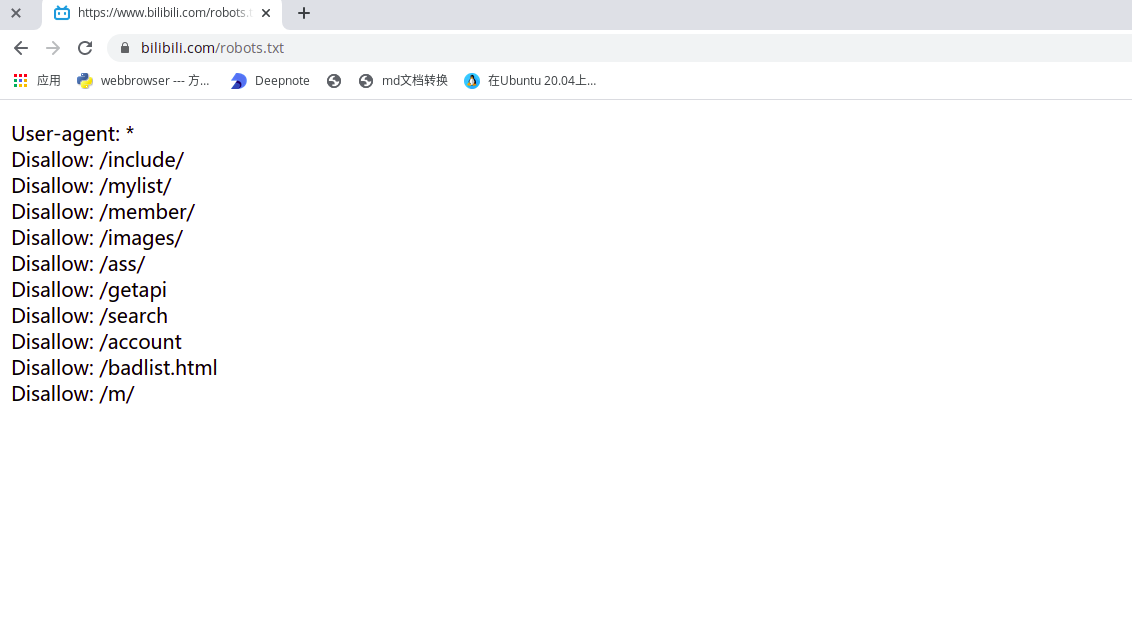 https://www.bilibili.com/robots.t
bilibili.com/robots.txt
应用 webbrowser --- 方... Deepnote md文档转换 在Ubuntu 20.04上...
User-agent: *
Disallow: /include/
Disallow: /mylist/
Disallow: /member/
Disallow: /images/
Disallow: /ass/
Disallow: /getapi
Disallow: /search
Disallow: /account
Disallow: /badlist.html
Disallow: /m/